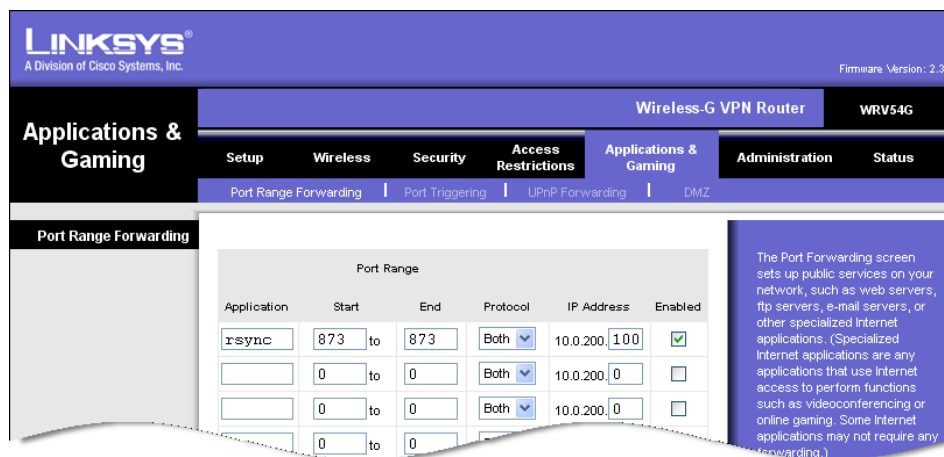 LINKSYS®
A Division of Cisco Systems, Inc.
Firmware Version: 2.3
Wireless-G VPN Router WRV54G
Applications & Gaming
Setup Wireless Security Access Restrictions Applications & Gaming Administration Status
Port Range Forwarding Port Triggering UPnP Forwarding DMZ
Port Range Forwarding
Port Range
Application Start End Protocol IP Address Enabled
rsync 873 to 873 Both 10.0.200. 100
0 to 0 Both 10.0.200. 0
0 to 0 Both 10.0.200. 0
0 to 0
The Port Forwarding screen
sets up public services on your
network, such as web servers,
ftp servers, e-mail servers, or
other specialized Internet
applications. (Specialized
Internet applications are any
applications that use Internet
access to perform functions
such as videoconferencing or
online gaming. Some Internet
applications may not require any
forwarding.)